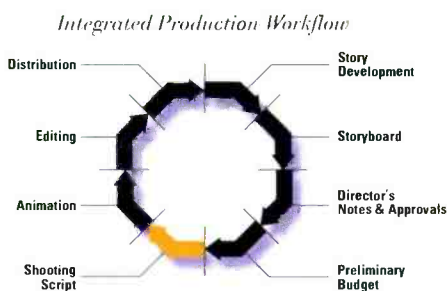 Integrated Production Workflow
Distribution
Story
Development
Editing
Storyboard
Animation
Director's
Notes & Approvals
Shooting
Script
Preliminary
Budget